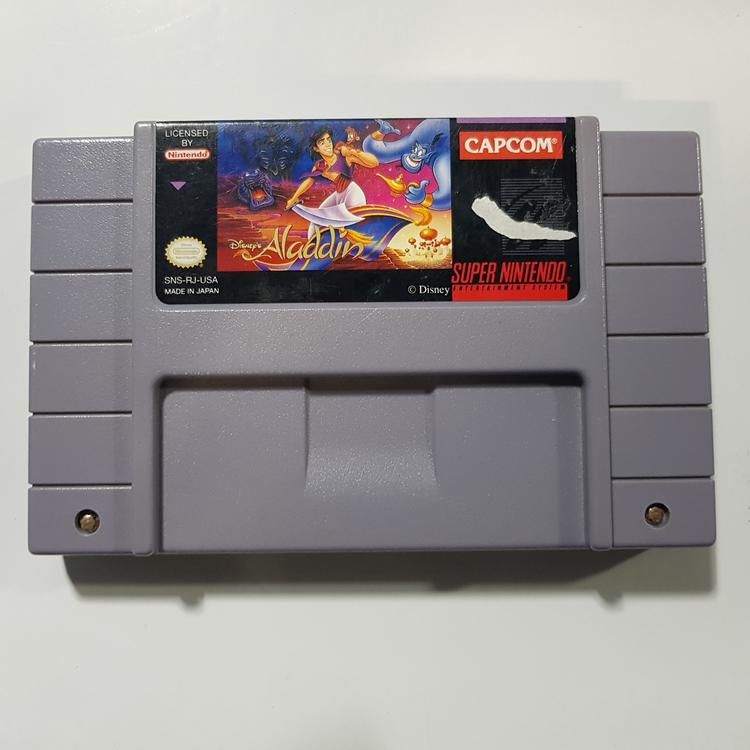 LICENSED
BY
Nintendo
SNS-RJ-USA
MADE IN JAPAN
DISNEY'S
Aladdin
© Disney
CAPCOM®
SUPER NINTENDO
ENTERTAINMENT SYSTEM